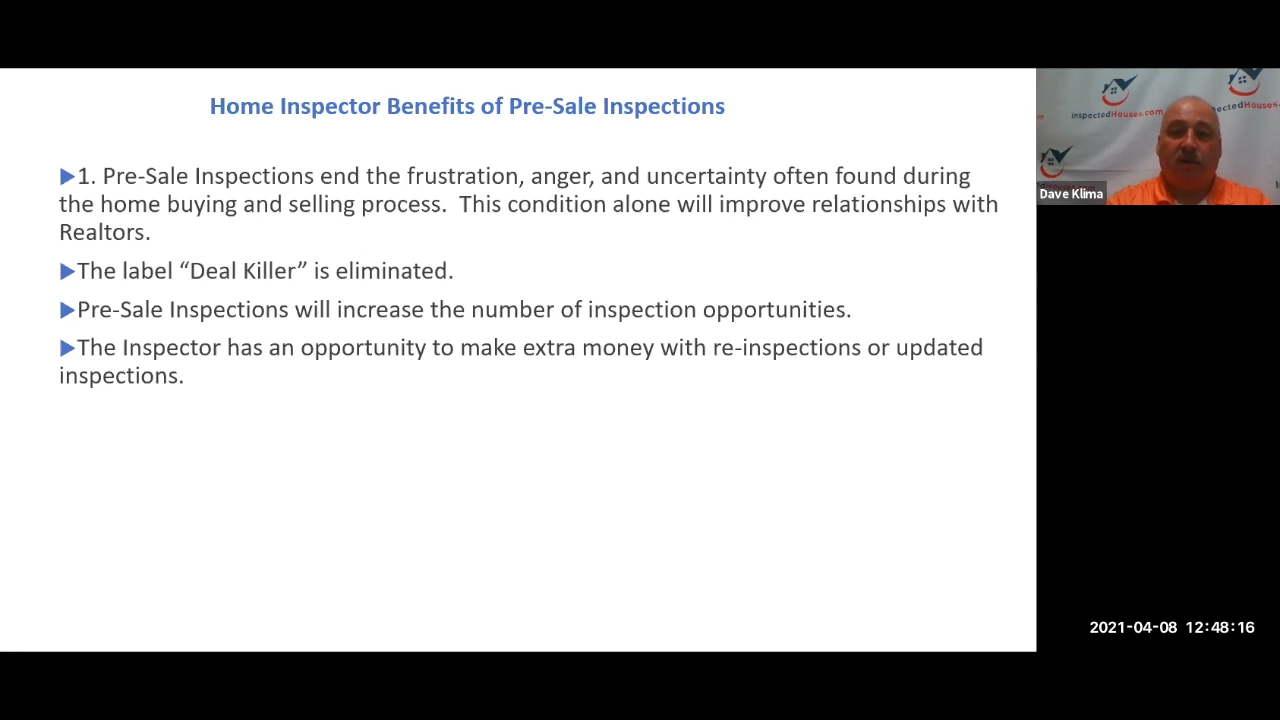 Home Inspector Benefits of Pre-Sale Inspections
1. Pre-Sale Inspections end the frustration, anger, and uncertainty often found during
the home buying and selling process.  This condition alone will improve relationships with
Realtors.
The label “Deal Killer” is eliminated.
Pre-Sale Inspections will increase the number of inspection opportunities.
The Inspector has an opportunity to make extra money with re-inspections or updated
inspections.
inspectedHouses.com
pectedHouses.
Dave Klima
2021-04-08 12:48:16